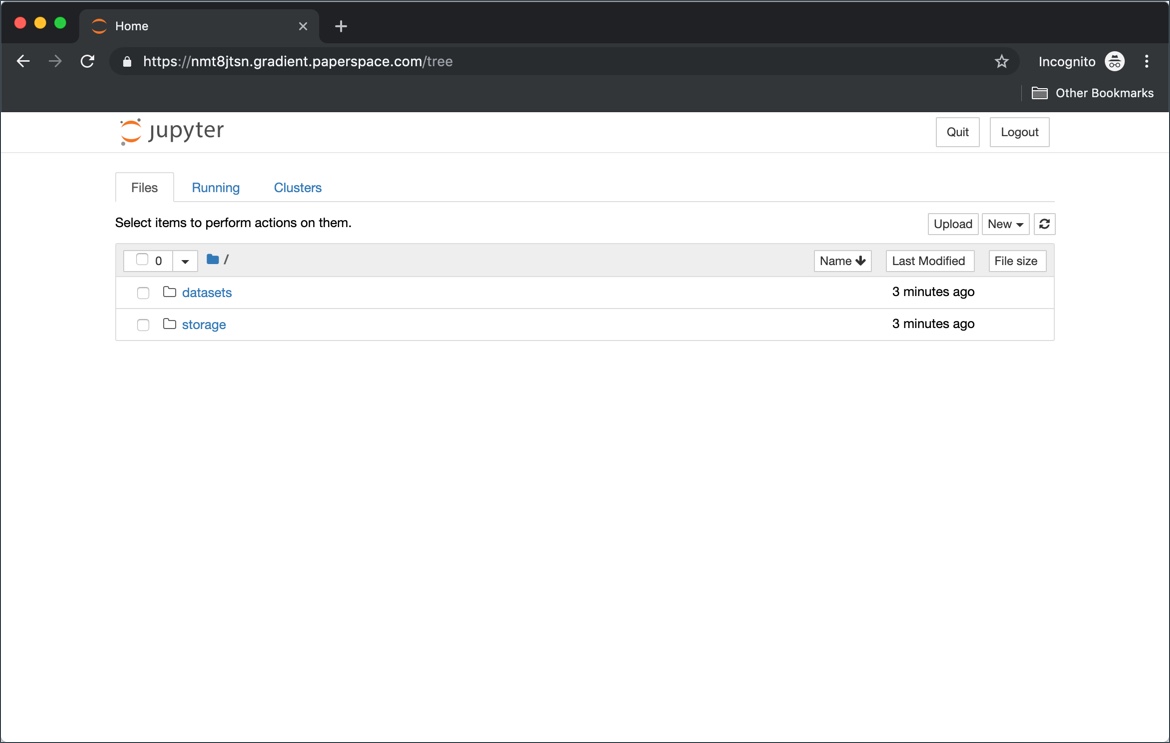 Home
https://nmt8jtsn.gradient.paperspace.com/tree
Incognito
Other Bookmarks
jupyter
Quit
Logout
Files
Running
Clusters
Select items to perform actions on them.
Upload
New
0
/
Name
Last Modified
File size
datasets
3 minutes ago
storage
3 minutes ago